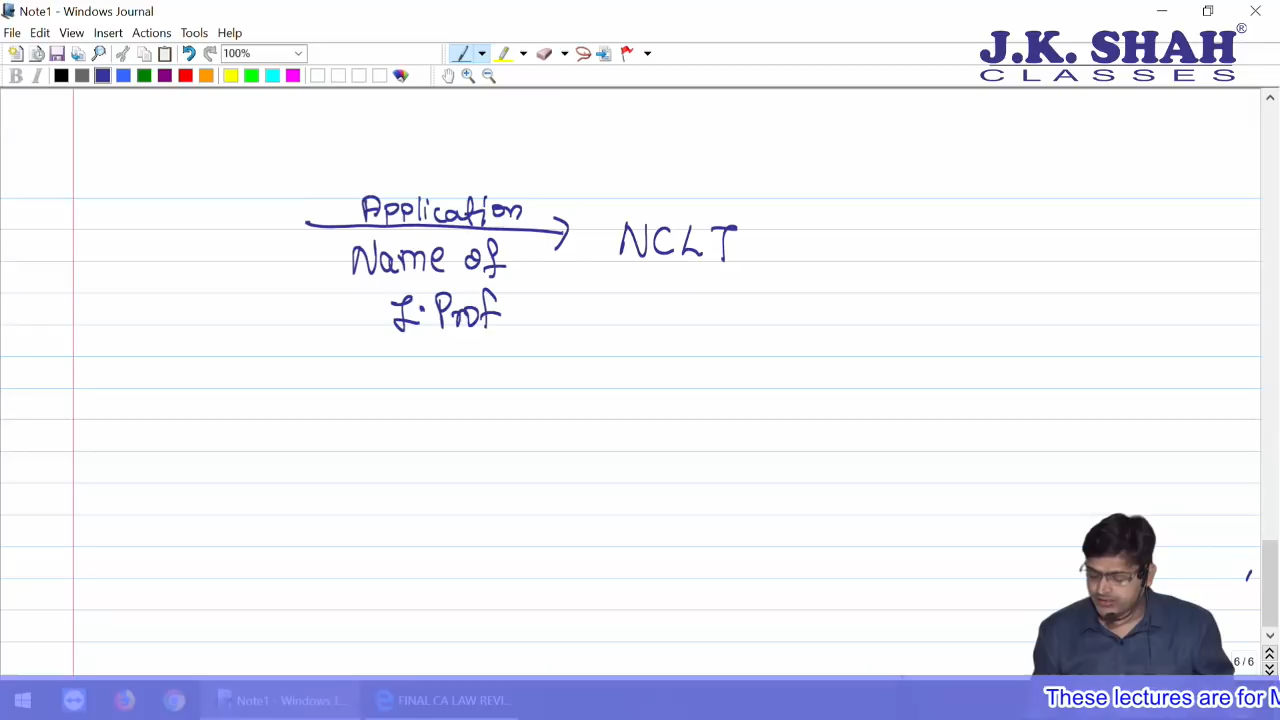 Note1 - Windows Journal
File Edit View Insert Actions Tools Help
100%
B I
J.K. SHAH®
CLASSES
Application
Name of
I. Prof
NCLT
6 / 6
Note1 - Windows J...
FINAL CA LAW REVI...
These lectures are for M